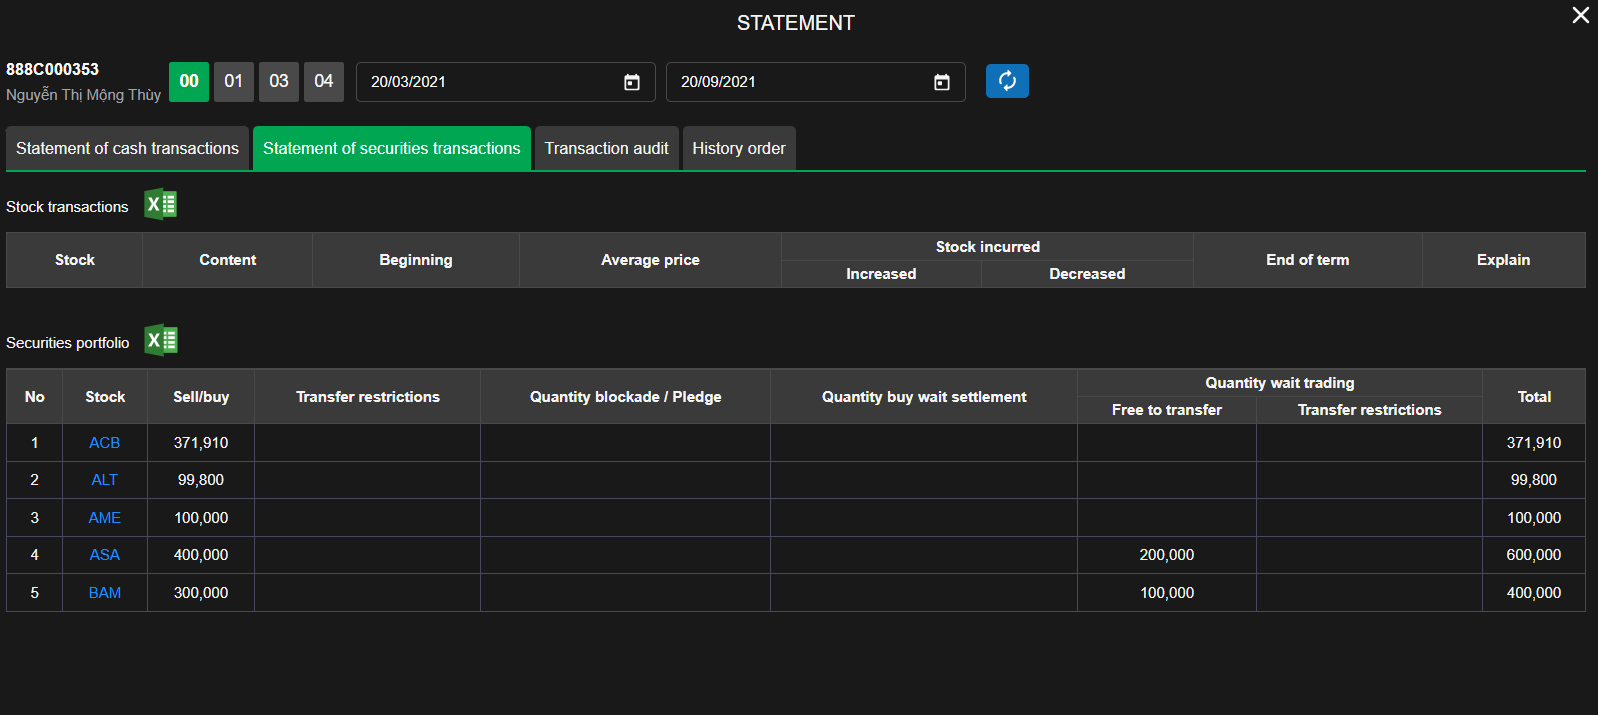 STATEMENT
888C000353
Nguyễn Thị Mộng Thùy
00 01 03 04
20/03/2021
20/09/2021
Statement of cash transactions
Statement of securities transactions
Transaction audit
History order
Stock transactions
Stock Content Beginning Average price Stock incurred End of term Explain
Increased Decreased
Securities portfolio
No Stock Sell/buy Transfer restrictions Quantity blockade / Pledge Quantity buy wait settlement Quantity wait trading Total
Free to transfer Transfer restrictions
1 ACB 371,910 371,910
2 ALT 99,800 99,800
3 AME 100,000 100,000
4 ASA 400,000 200,000 600,000
5 BAM 300,000 100,000 400,000